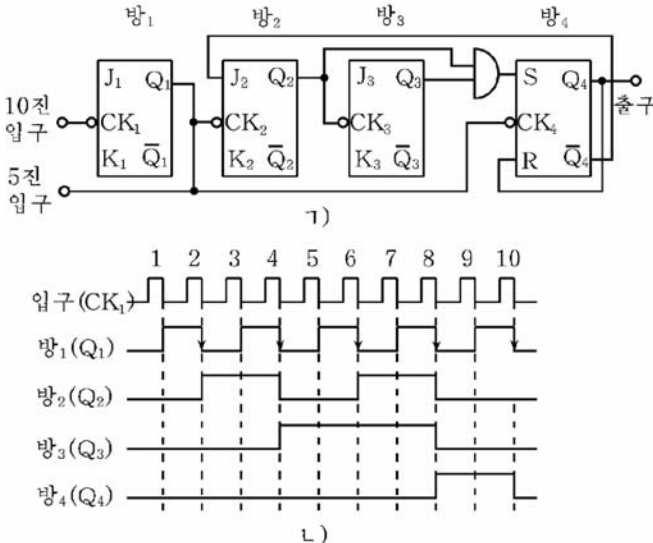 방₁ 방₂ 방₃ 방₄
J₁ Q₁ J₂ Q₂ J₃ Q₃ S Q₄
10진 입구 CK₁ CK₂ CK₃ CK₄ 출구
K₁ Q̅₁ K₂ Q̅₂ K₃ Q̅₃ R Q̅₄
5진 입구
ㄱ)
1 2 3 4 5 6 7 8 9 10
입구(CK₁)
방₁(Q₁)
방₂(Q₂)
방₃(Q₃)
방₄(Q₄)
ㄴ)